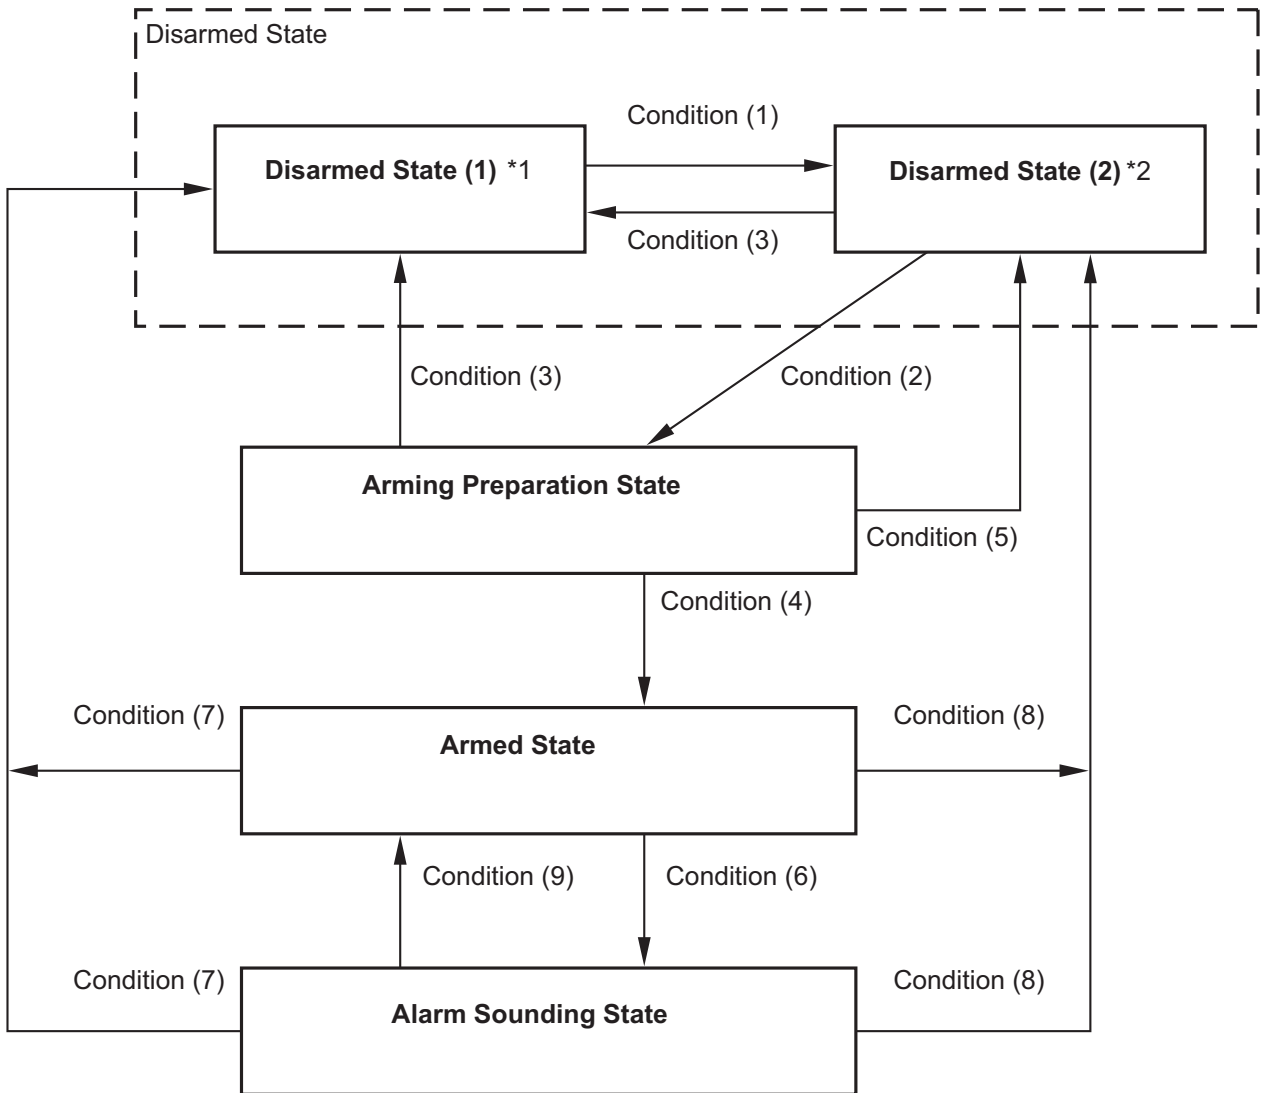 Disarmed State
Condition (1)
Disarmed State (1) *1
Disarmed State (2) *2
Condition (3)
Condition (3)
Condition (2)
Arming Preparation State
Condition (5)
Condition (4)
Condition (7)
Condition (8)
Armed State
Condition (9)
Condition (6)
Condition (7)
Condition (8)
Alarm Sounding State